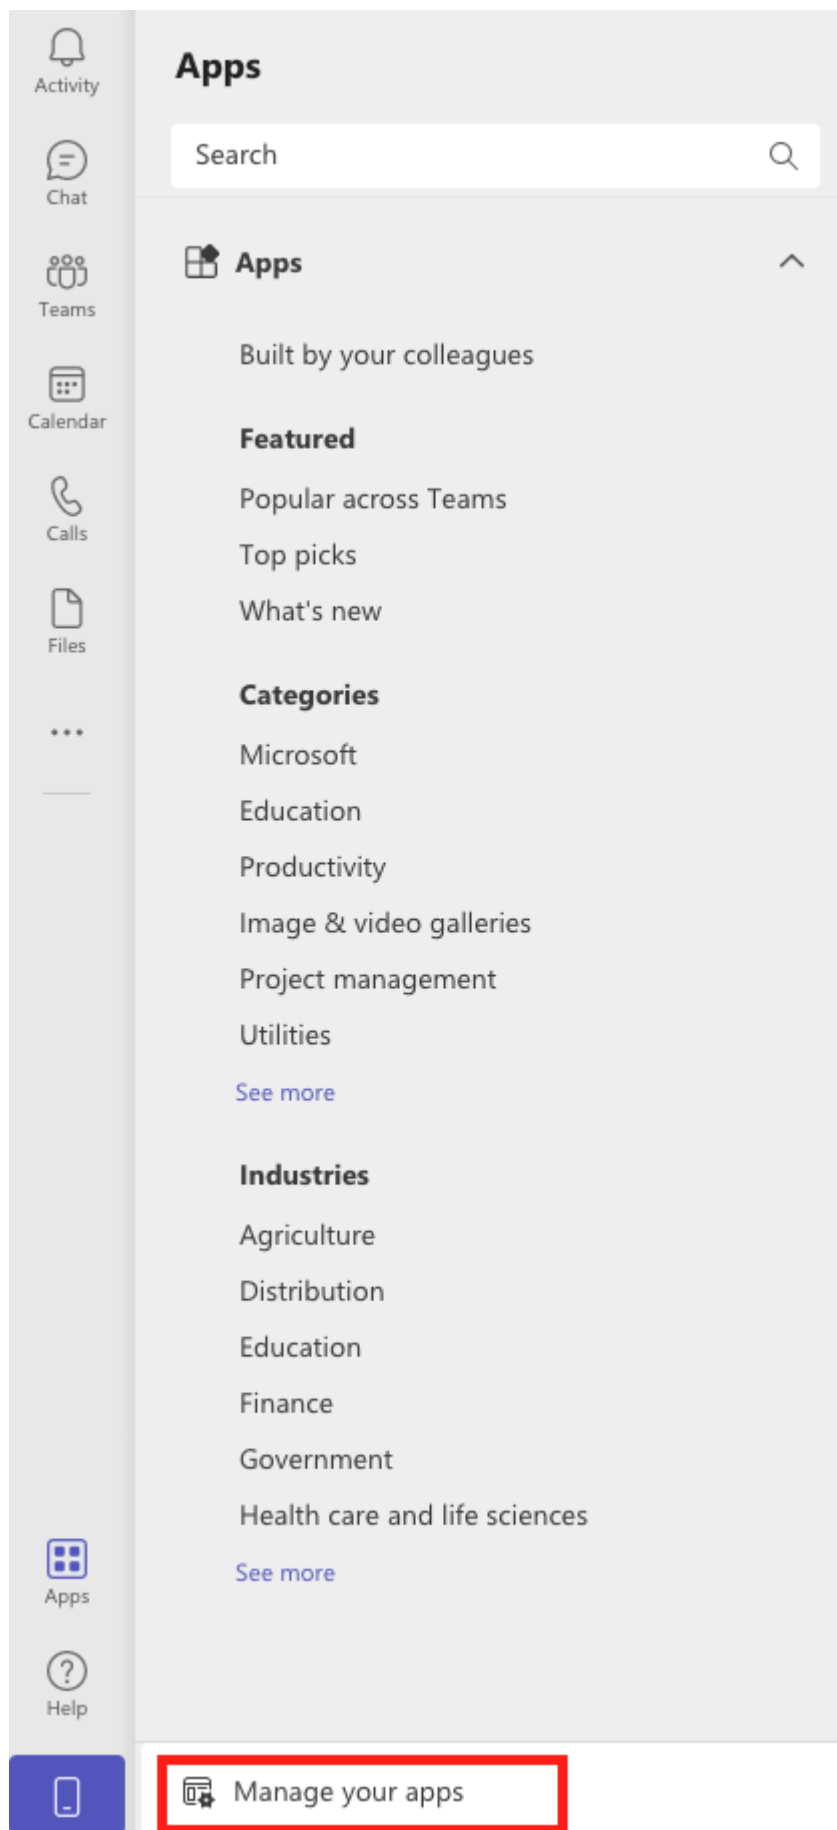 Activity
Chat
Teams
Calendar
Calls
Files
Apps
Help
Apps
Search
Apps
Built by your colleagues
Featured
Popular across Teams
Top picks
What's new
Categories
Microsoft
Education
Productivity
Image & video galleries
Project management
Utilities
See more
Industries
Agriculture
Distribution
Education
Finance
Government
Health care and life sciences
See more
Manage your apps